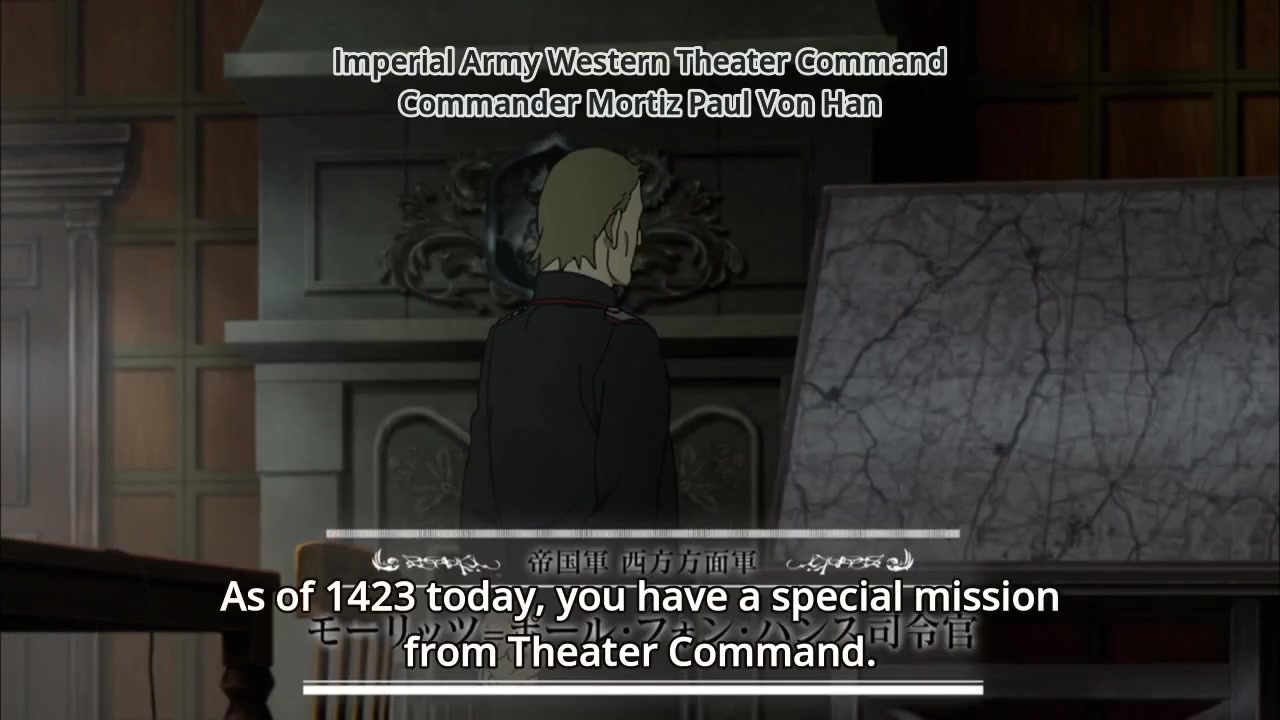 Imperial Army Western Theater Command
Commander Mortiz Paul Von Han
帝国軍 西方方面軍
As of 1423 today, you have a special mission
モーリッツ=ポール・フォン・ハンス司令官
from Theater Command.